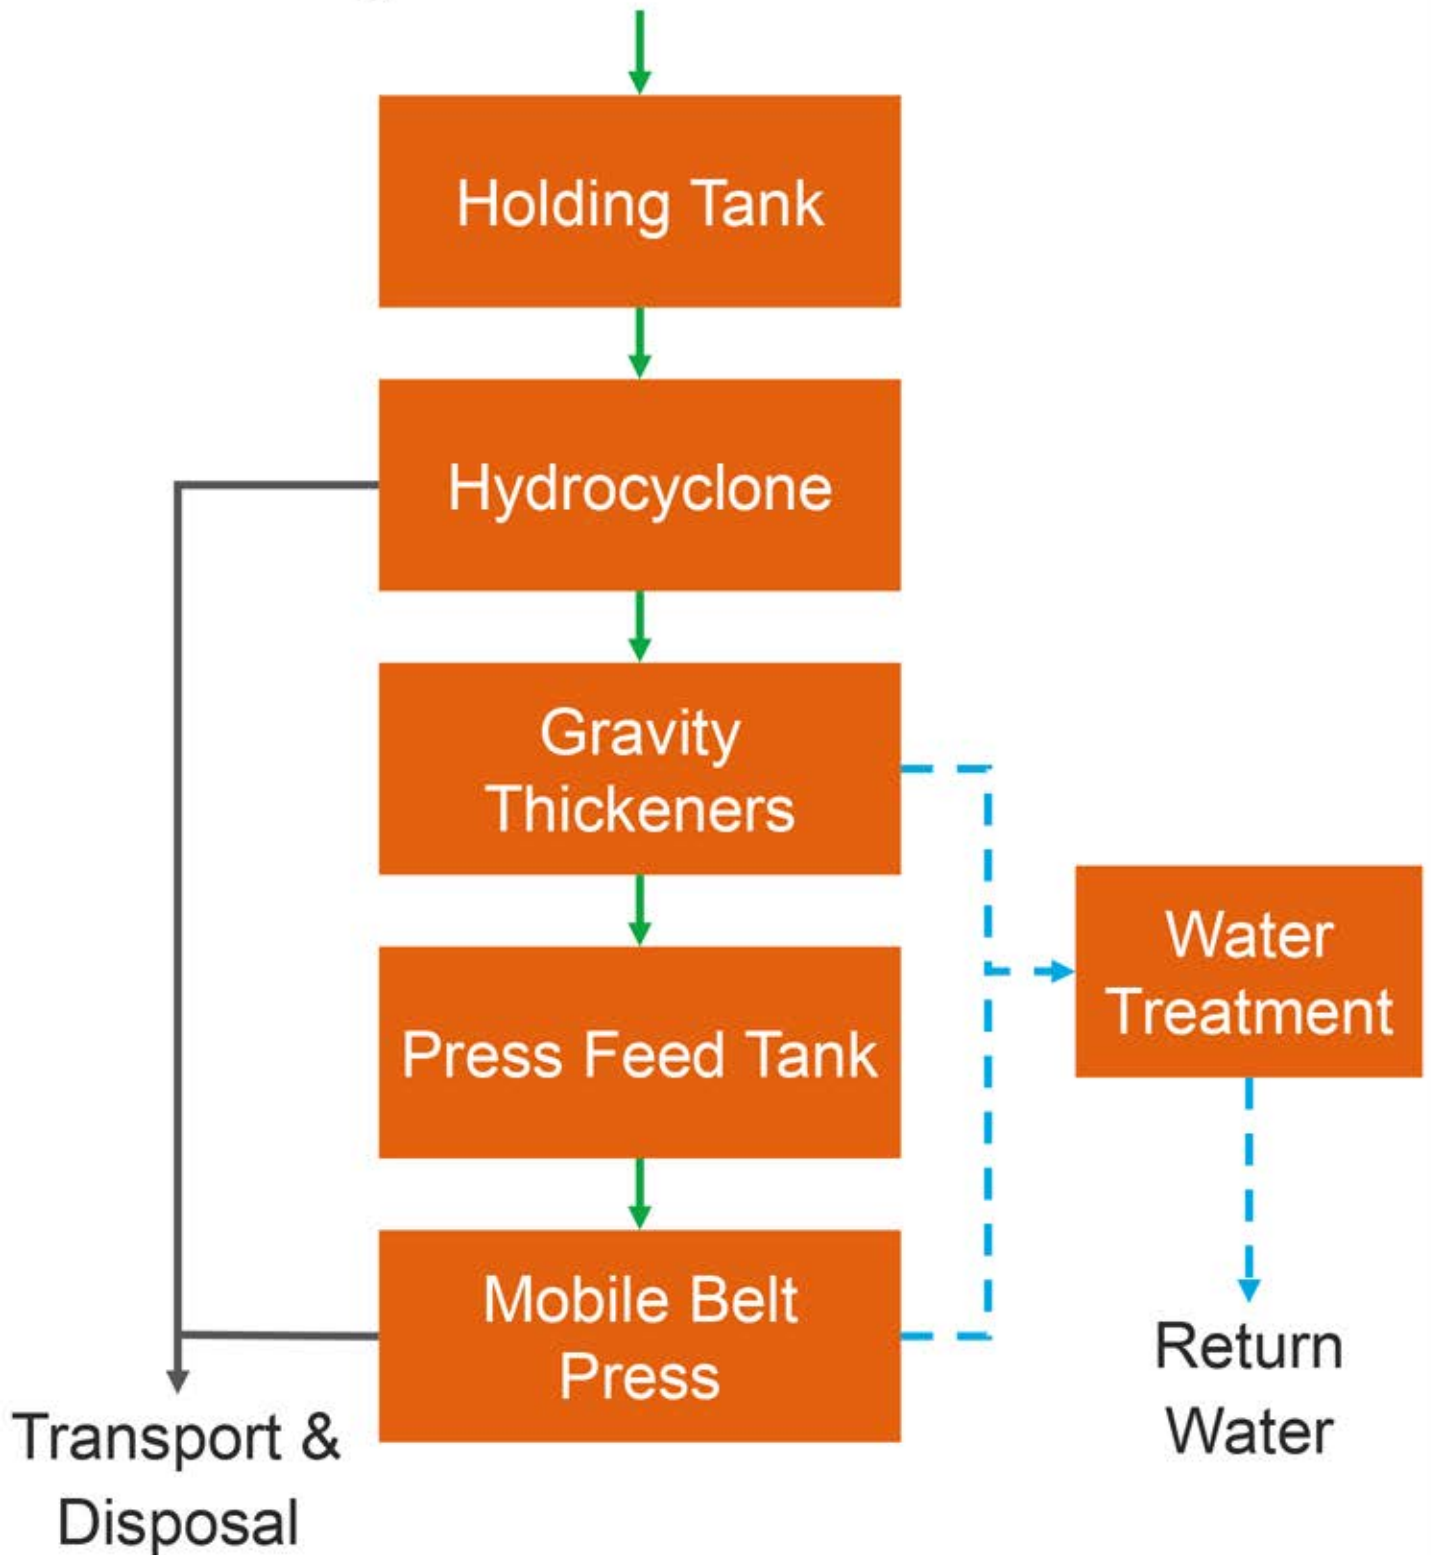 Holding Tank
Hydrocyclone
Gravity
Thickeners
Water
Treatment
Press Feed Tank
Mobile Belt
Press
Return
Water
Transport &
Disposal